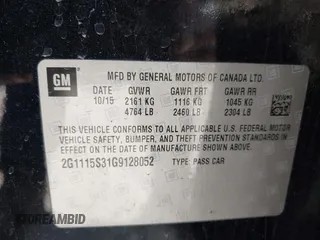 GM
MFD BY GENERAL MOTORS OF CANADA LTD.
DATE GVWR GAWR FRT GAWR RR
10/15 2161 KG 1116 KG 1045 KG
4764 LB 2460 LB 2304 LB
THIS VEHICLE CONFORMS TO ALL APPLICABLE U.S. FEDERAL MOTOR
VEHICLE SAFETY, BUMPER, AND THEFT PREVENTION STANDARDS
IN EFFECT ON THE DATE OF MANUFACTURE SHOWN ABOVE.
2G1115S31G9128052 TYPE: PASS CAR
STOREAMBID